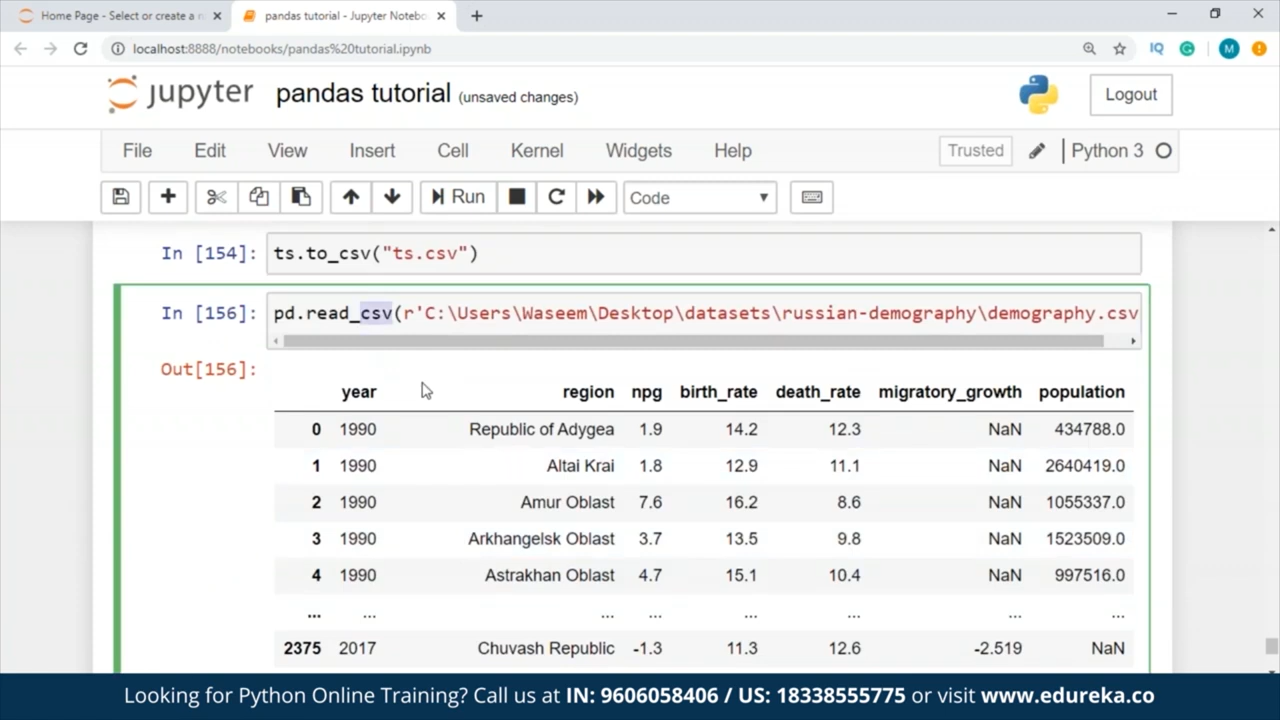 Home Page - Select or create a n
pandas tutorial - Jupyter Notebo
localhost:8888/notebooks/pandas%20tutorial.ipynb
IQ
G
M
jupyter pandas tutorial (unsaved changes)
Logout
File Edit View Insert Cell Kernel Widgets Help
Trusted
Python 3
Run
Code
In [154]: ts.to_csv("ts.csv")
In [156]: pd.read_csv(r'C:\Users\Waseem\Desktop\datasets\russian-demography\demography.csv
Out[156]:
year region npg birth_rate death_rate migratory_growth population
0 1990 Republic of Adygea 1.9 14.2 12.3 NaN 434788.0
1 1990 Altai Krai 1.8 12.9 11.1 NaN 2640419.0
2 1990 Amur Oblast 7.6 16.2 8.6 NaN 1055337.0
3 1990 Arkhangelsk Oblast 3.7 13.5 9.8 NaN 1523509.0
4 1990 Astrakhan Oblast 4.7 15.1 10.4 NaN 997516.0
... ... ... ... ... ... ... ...
2375 2017 Chuvash Republic -1.3 11.3 12.6 -2.519 NaN
Looking for Python Online Training? Call us at IN: 9606058406 / US: 18338555775 or visit www.edureka.co